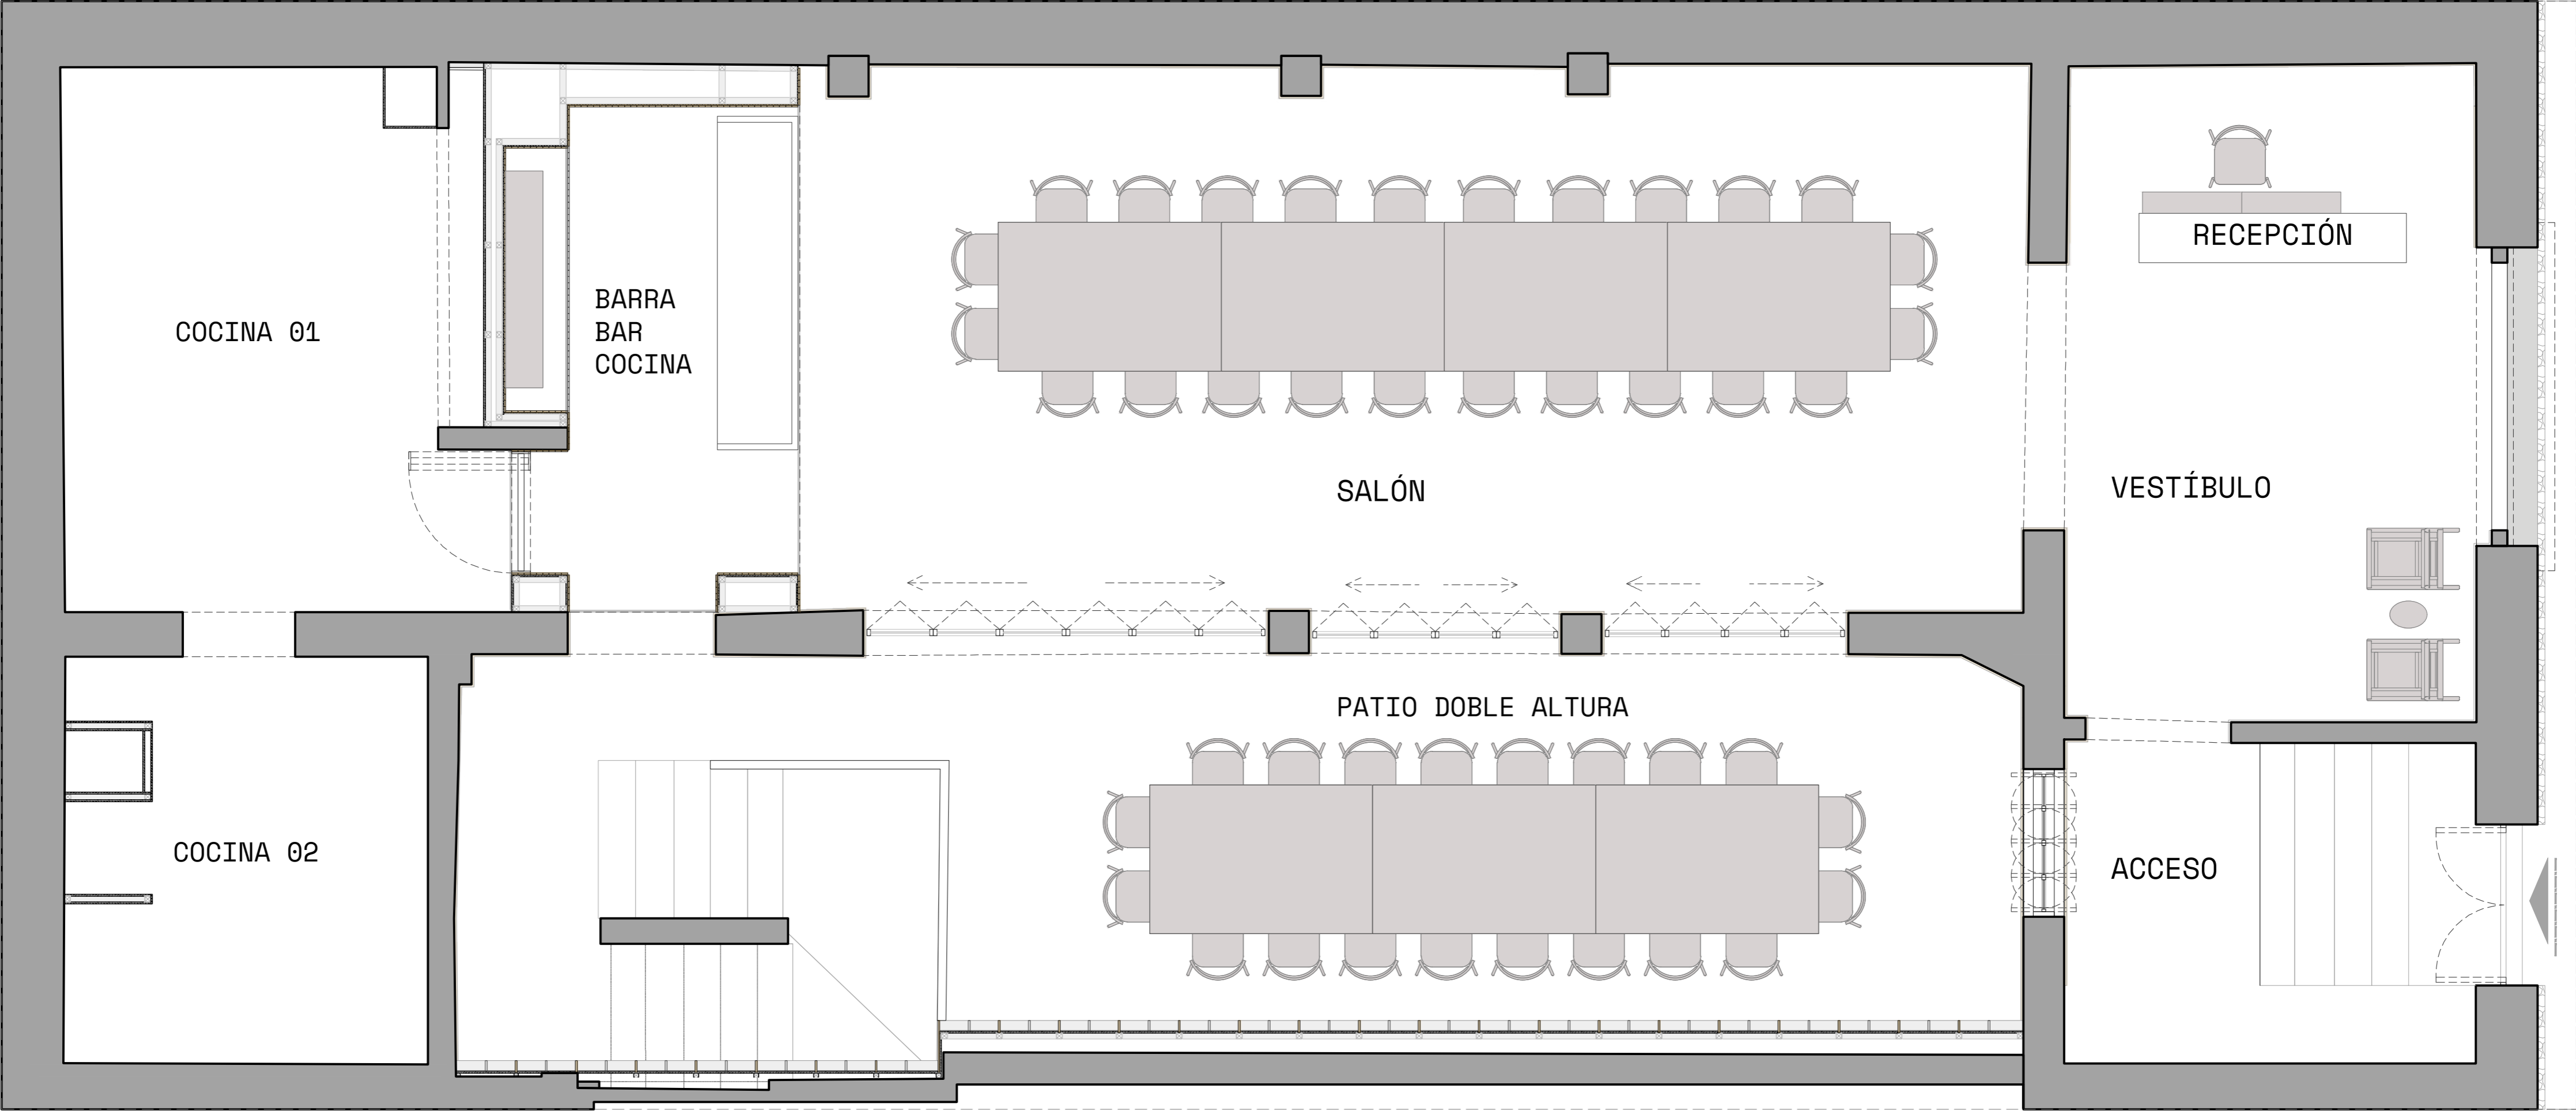 RECEPCIÓN
BARRA
BAR
COCINA
COCINA 01
SALÓN
VESTÍBULO
PATIO DOBLE ALTURA
COCINA 02
ACCESO